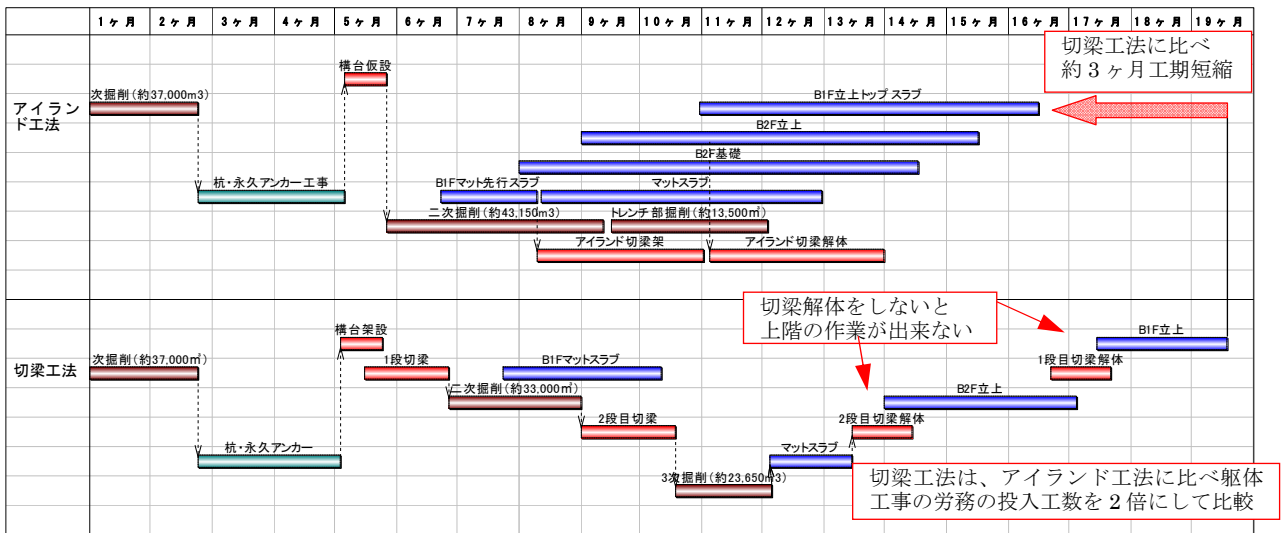 1ヶ月 2ヶ月 3ヶ月 4ヶ月 5ヶ月 6ヶ月 7ヶ月 8ヶ月 9ヶ月 10ヶ月 11ヶ月 12ヶ月 13ヶ月 14ヶ月 15ヶ月 16ヶ月 17ヶ月 18ヶ月 19ヶ月
切梁工法に比べ
約3ヶ月工期短縮
アイラン
ド工法
構台仮設
次掘削(約37,000m3)
B1F立上トップスラブ
B2F立上
B2F基礎
杭・永久アンカー工事
B1Fマット先行スラブ
マットスラブ
二次掘削(約43,150m3)
トレンチ部掘削(約13,500㎥)
アイランド切梁架
アイランド切梁解体
切梁解体をしないと
上階の作業が出来ない
切梁工法
構台架設
B1F立上
次掘削(約37,000㎥)
1段切梁
B1Fマットスラブ
1段目切梁解体
二次掘削(約33,000㎥)
B2F立上
2段目切梁
2段目切梁解体
杭・永久アンカー
マットスラブ
3次掘削(約23,650m3)
切梁工法は、アイランド工法に比べ躯体
工事の労務の投入工数を2倍にして比較